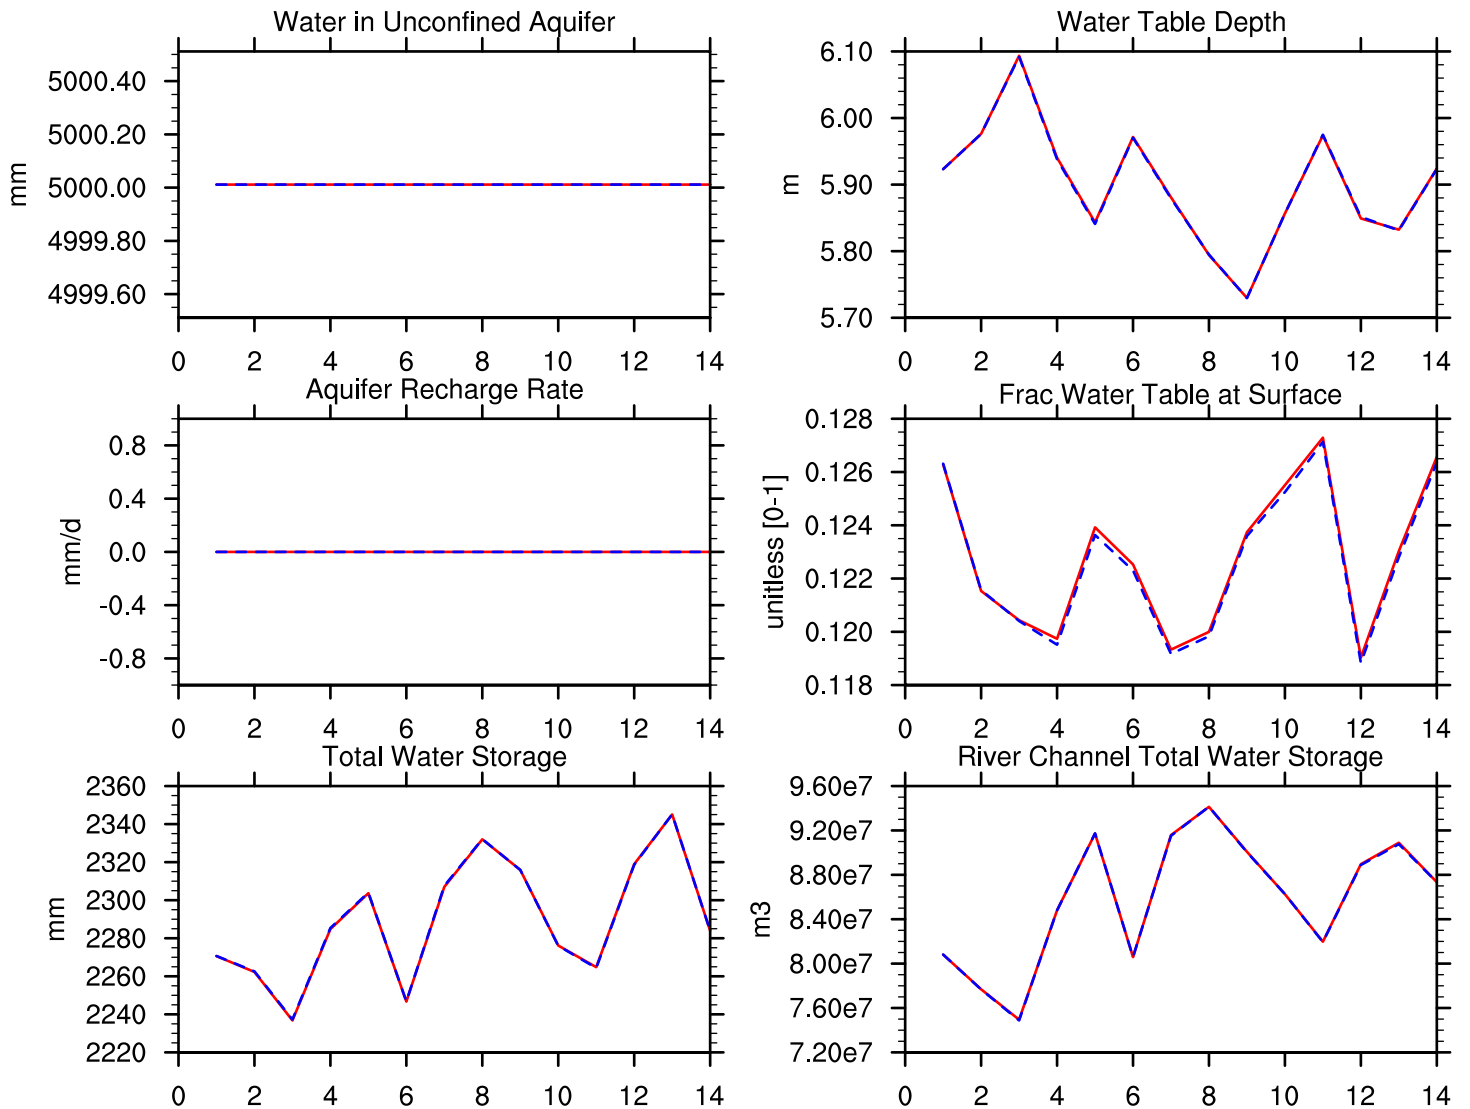 Water in Unconfined Aquifer
mm
5000.40
5000.20
5000.00
4999.80
4999.60
0 2 4 6 8 10 12 14
Water Table Depth
m
6.10
6.00
5.90
5.80
5.70
0 2 4 6 8 10 12 14
Aquifer Recharge Rate
mm/d
0.8
0.4
0.0
-0.4
-0.8
0 2 4 6 8 10 12 14
Frac Water Table at Surface
unitless [0-1]
0.128
0.126
0.124
0.122
0.120
0.118
0 2 4 6 8 10 12 14
Total Water Storage
mm
2360
2340
2320
2300
2280
2260
2240
2220
0 2 4 6 8 10 12 14
River Channel Total Water Storage
m3
9.60e7
9.20e7
8.80e7
8.40e7
8.00e7
7.60e7
7.20e7
0 2 4 6 8 10 12 14